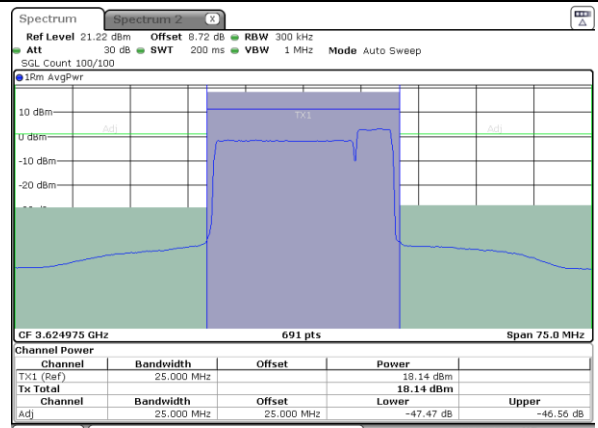 Spectrum Spectrum 2 X
Ref Level 21.22 dBm Offset 8.72 dB RBW 300 kHz
Att 30 dB SWT 200 ms VBW 1 MHz Mode Auto Sweep
SGL Count 100/100
1Rm AvgPwr
10 dBm
TX1
Adj Adj
0 dBm
-10 dBm
-20 dBm
CF 3.624975 GHz 691 pts Span 75.0 MHz
Channel Power
Channel Bandwidth Offset Power
TX1 (Ref) 25.000 MHz 18.14 dBm
Tx Total 18.14 dBm
Channel Bandwidth Offset Lower Upper
Adj 25.000 MHz 25.000 MHz -47.47 dB -46.56 dB